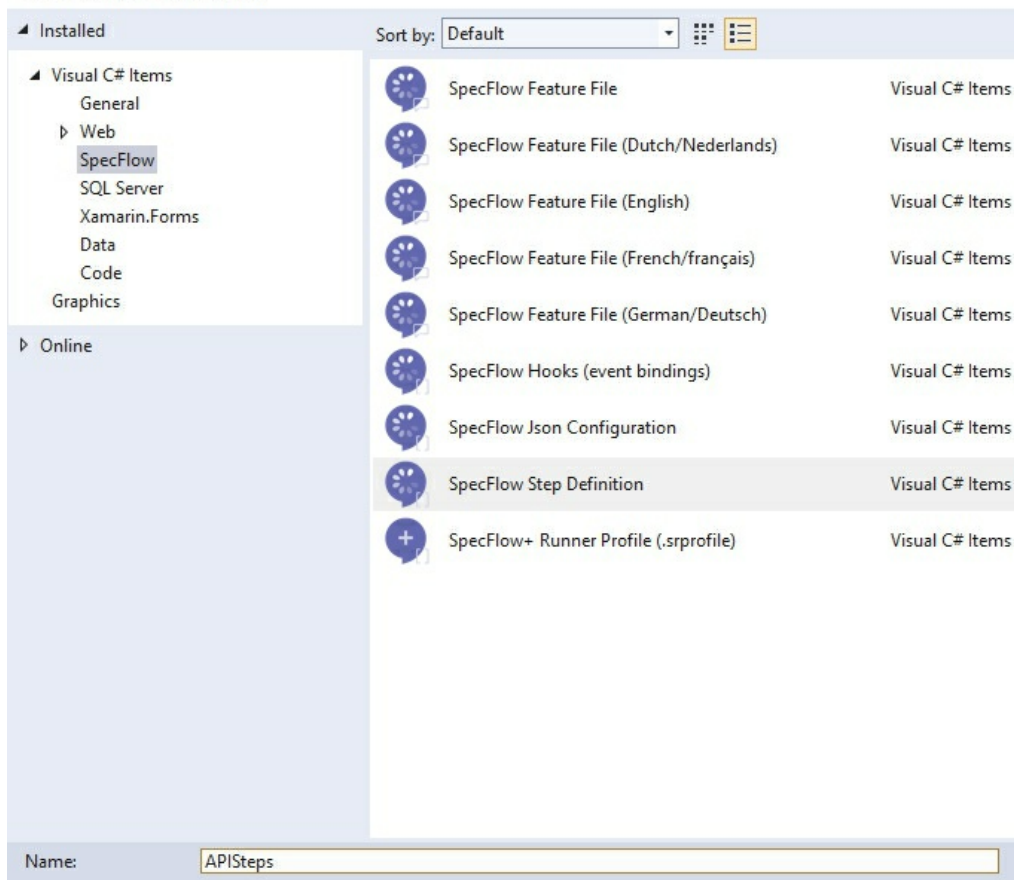 Installed
Sort by: Default
Visual C# Items
General
Web
SpecFlow
SQL Server
Xamarin.Forms
Data
Code
Graphics
Online
SpecFlow Feature File Visual C# Items
SpecFlow Feature File (Dutch/Nederlands) Visual C# Items
SpecFlow Feature File (English) Visual C# Items
SpecFlow Feature File (French/français) Visual C# Items
SpecFlow Feature File (German/Deutsch) Visual C# Items
SpecFlow Hooks (event bindings) Visual C# Items
SpecFlow Json Configuration Visual C# Items
SpecFlow Step Definition Visual C# Items
SpecFlow+ Runner Profile (.srprofile) Visual C# Items
Name: APISteps